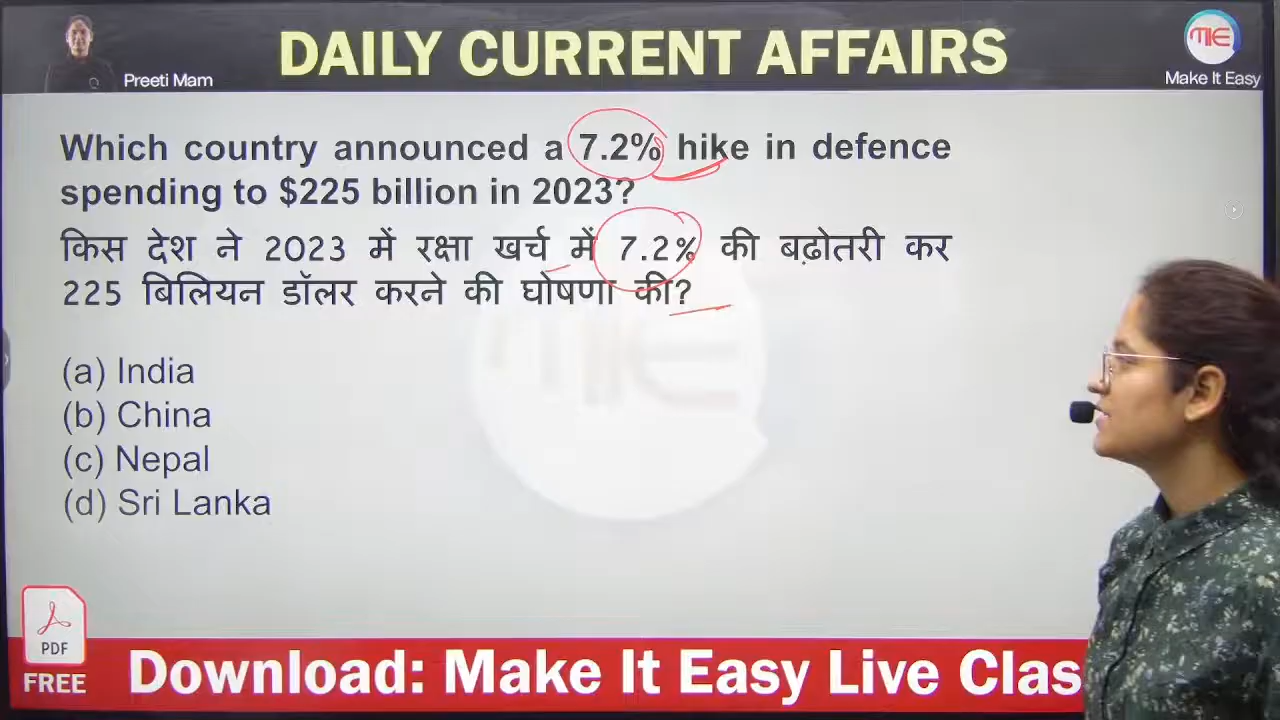 DAILY CURRENT AFFAIRS
Preeti Mam
MIE
Make It Easy
Which country announced a 7.2% hike in defence
spending to $225 billion in 2023?
किस देश ने 2023 में रक्षा खर्च में 7.2% की बढ़ोतरी कर
225 बिलियन डॉलर करने की घोषणा की?
(a) India
(b) China
(c) Nepal
(d) Sri Lanka
MIE
PDF
FREE
Download: Make It Easy Live Clas